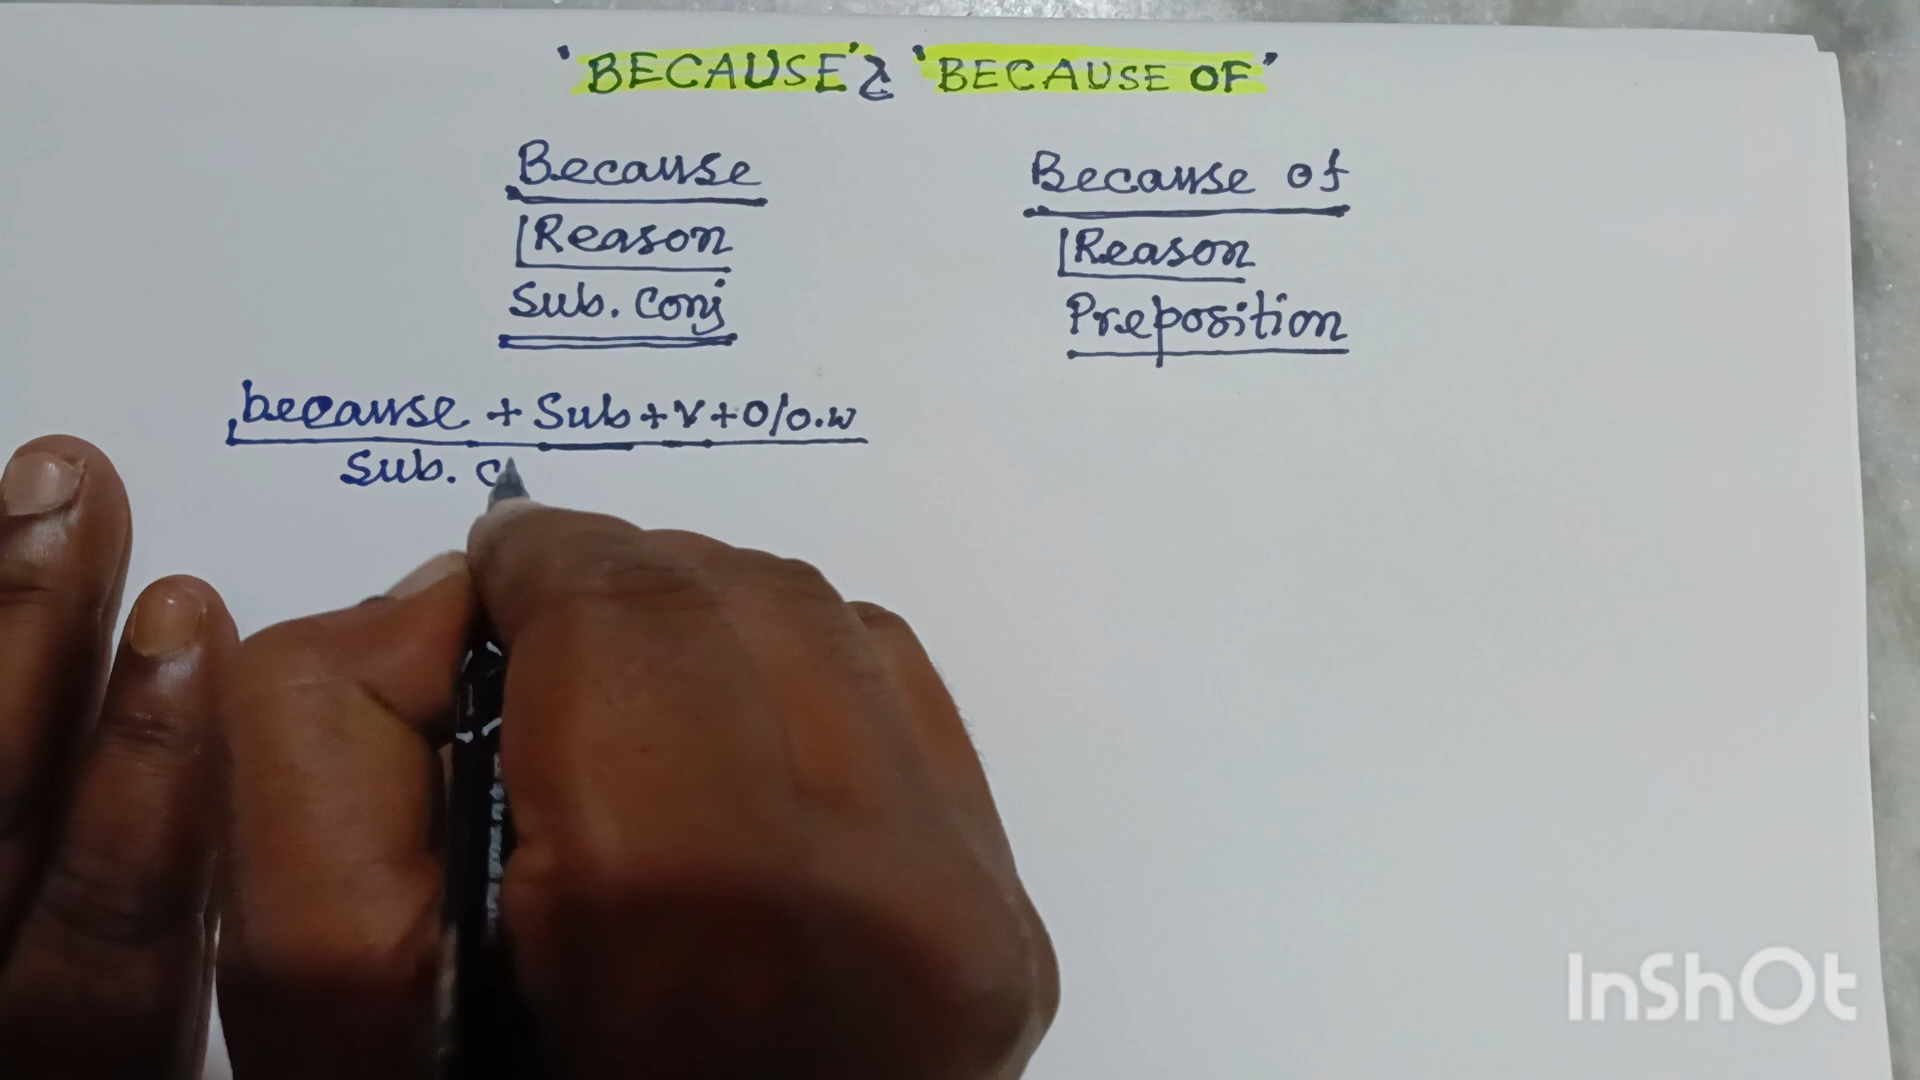 'BECAUSE' & 'BECAUSE OF'
Because
Reason
Sub. Conj
Because of
Reason
Preposition
because + Sub + V + O/O.W
Sub. c
InShOt